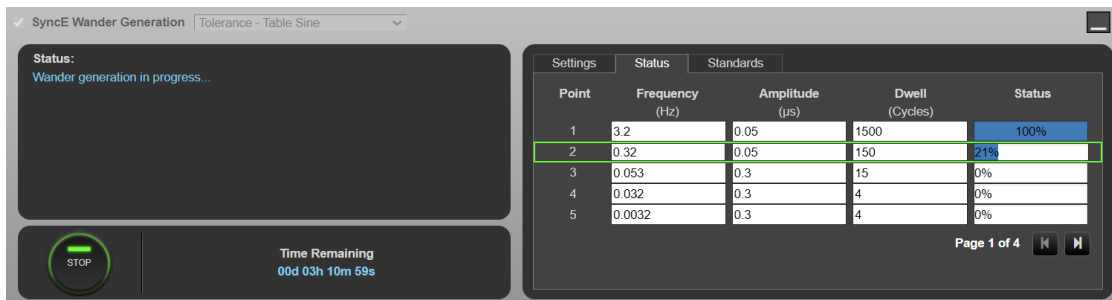 SyncE Wander Generation Tolerance - Table Sine
Status:
Wander generation in progress...
STOP
Time Remaining
00d 03h 10m 59s
Settings Status Standards
Point Frequency Amplitude Dwell Status
(Hz) (µs) (Cycles)
1 3.2 0.05 1500 100%
2 0.32 0.05 150 21%
3 0.053 0.3 15 0%
4 0.032 0.3 4 0%
5 0.0032 0.3 4 0%
Page 1 of 4